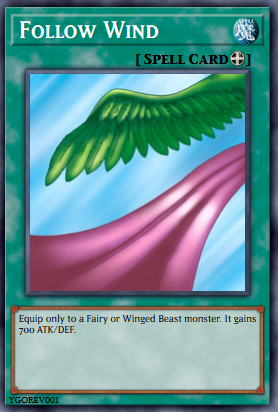 Follow Wind
[Spell Card]
Equip only to a Fairy or Winged Beast monster. It gains
700 ATK/DEF.
YGOREV001